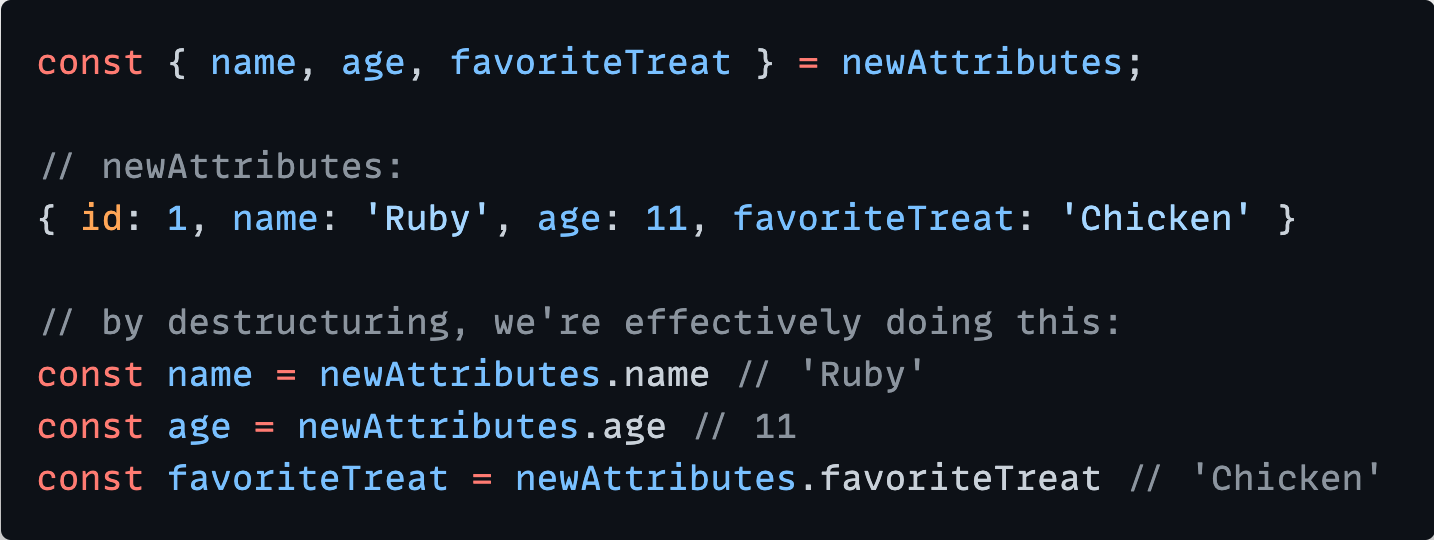 const { name, age, favoriteTreat } = newAttributes;
// newAttributes:
{ id: 1, name: 'Ruby', age: 11, favoriteTreat: 'Chicken' }
// by destructuring, we're effectively doing this:
const name = newAttributes.name // 'Ruby'
const age = newAttributes.age // 11
const favoriteTreat = newAttributes.favoriteTreat // 'Chicken'